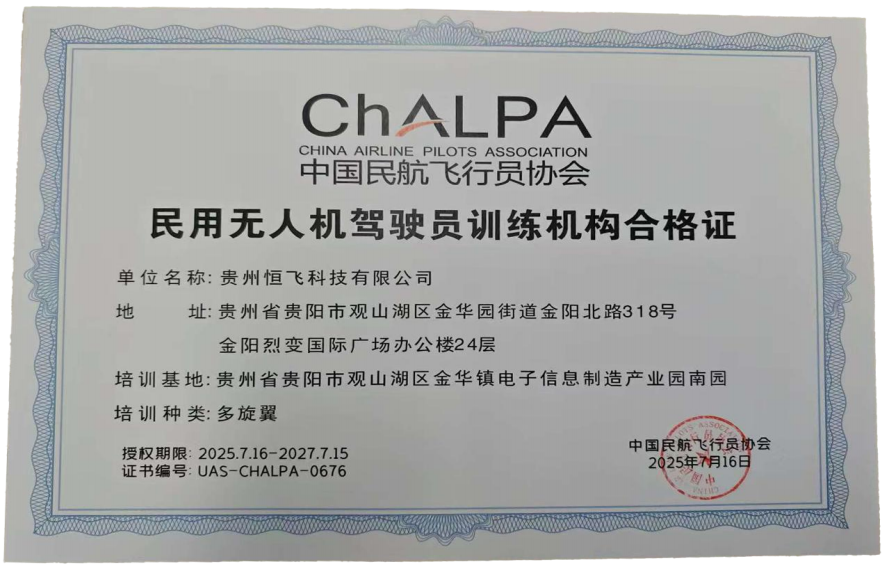 ChALPA
CHINA AIRLINE PILOTS ASSOCIATION
中国民航飞行员协会
民用无人机驾驶员训练机构合格证
单位名称: 贵州恒飞科技有限公司
地 址: 贵州省贵阳市观山湖区金华园街道金阳北路318号
金阳烈变国际广场办公楼24层
培训基地: 贵州省贵阳市观山湖区金华镇电子信息制造产业园南园
培训种类: 多旋翼
授权期限: 2025.7.16-2027.7.15
证书编号: UAS-CHALPA-0676
中国民航飞行员协会
2025年7月16日